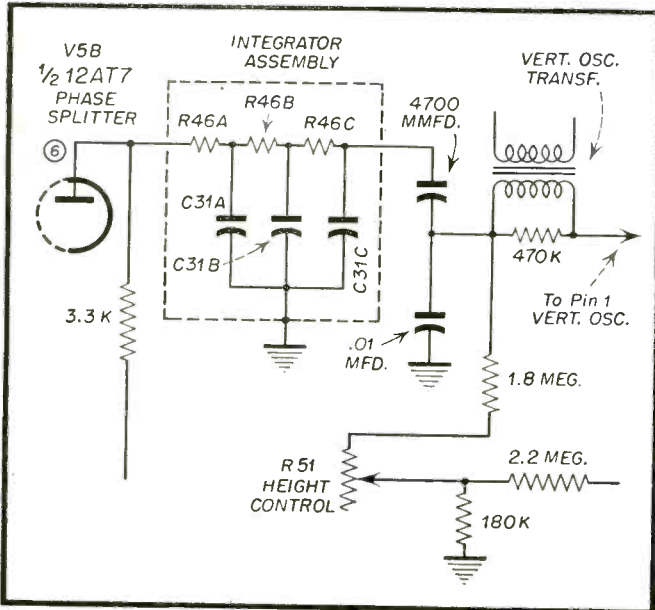 V5B
½ 12AT7
PHASE
SPLITTER
6
INTEGRATOR
ASSEMBLY
R46A
R46B
R46C
C31A
C31B
C31C
3.3 K
4700
MMFD.
VERT. OSC.
TRANSF.
470K
To Pin 1
VERT. OSC.
.01
MFD.
1.8 MEG.
R 51
HEIGHT
CONTROL
2.2 MEG.
180K